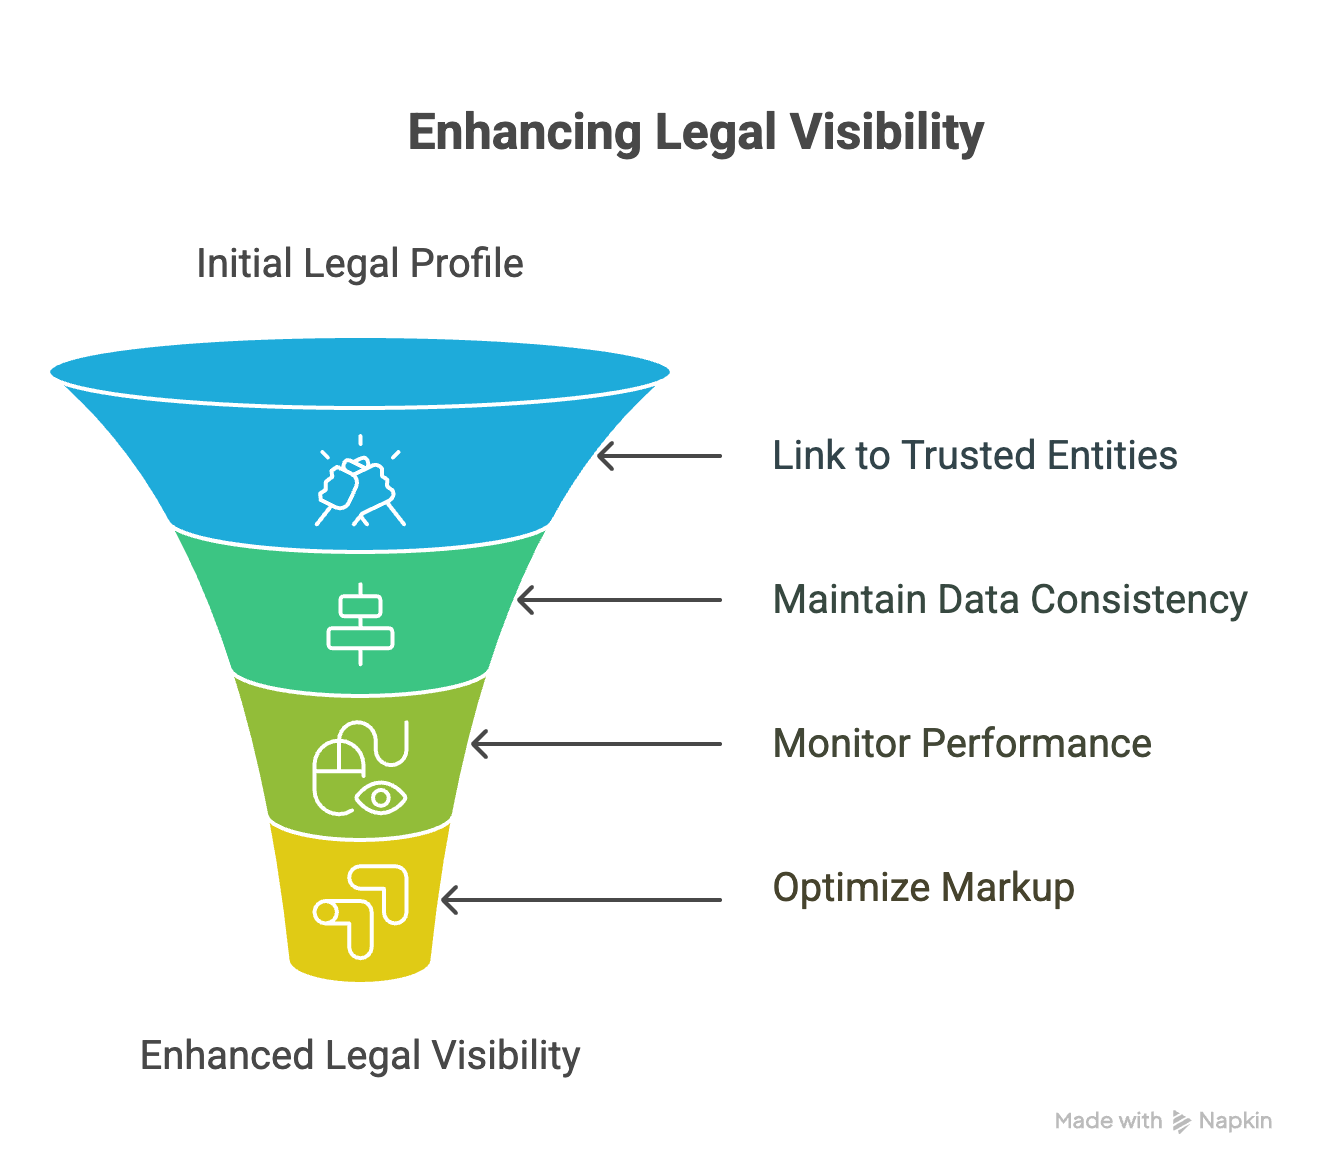 Enhancing Legal Visibility
Initial Legal Profile
Link to Trusted Entities
Maintain Data Consistency
Monitor Performance
Optimize Markup
Enhanced Legal Visibility
Made with Napkin